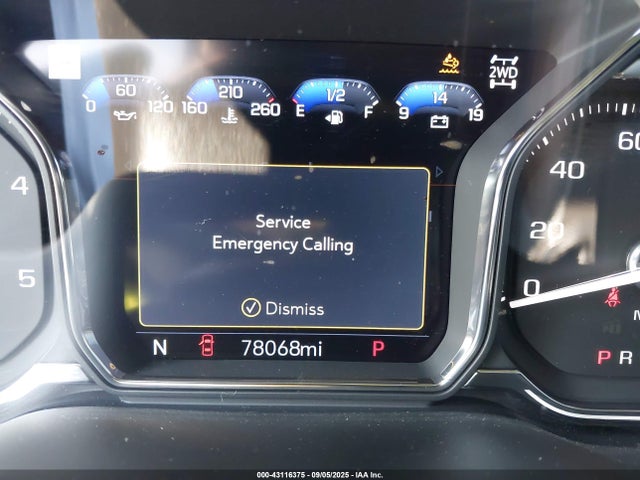 2WD
60
210
1/2
14
0 120 160 260 E F 9 19
60
40
20
0
4
5
Service
Emergency Calling
Dismiss
N 78068mi P
P R
000-43116375 - 09/05/2025 - IAA Inc.